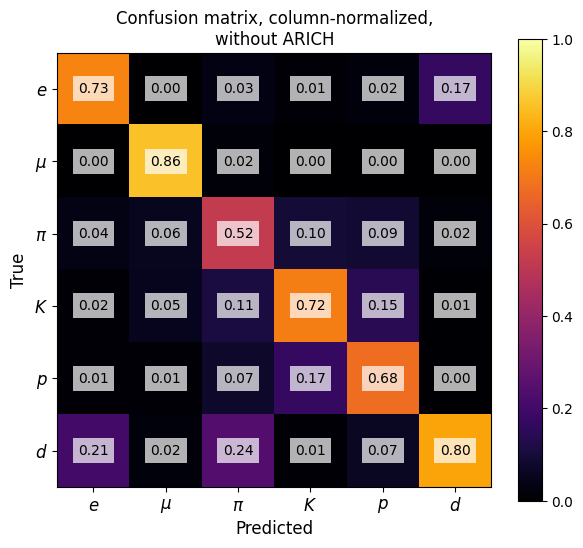 Confusion matrix, column-normalized,
without ARICH
True
e 0.73 0.00 0.03 0.01 0.02 0.17
μ 0.00 0.86 0.02 0.00 0.00 0.00
π 0.04 0.06 0.52 0.10 0.09 0.02
K 0.02 0.05 0.11 0.72 0.15 0.01
p 0.01 0.01 0.07 0.17 0.68 0.00
d 0.21 0.02 0.24 0.01 0.07 0.80
e μ π K p d
Predicted
1.0
0.8
0.6
0.4
0.2
0.0